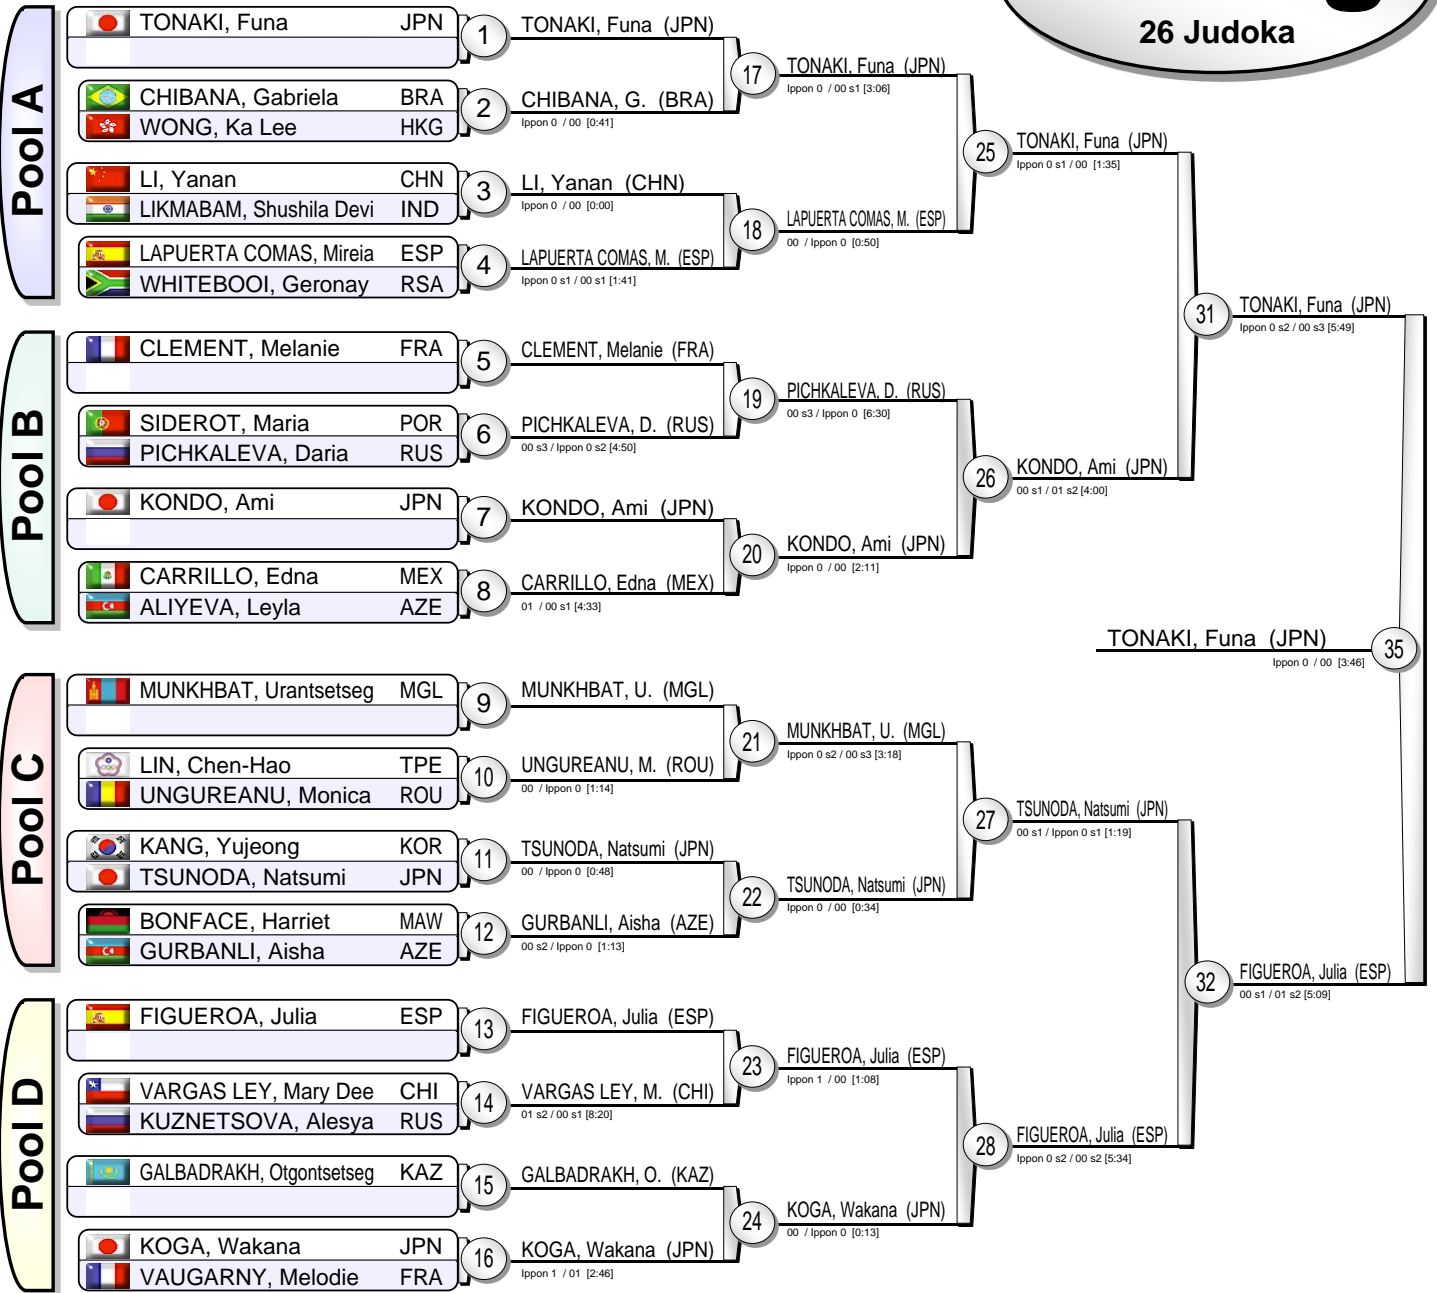 26 Judoka
Pool A
TONAKI, Funa JPN
CHIBANA, Gabriela BRA
WONG, Ka Lee HKG
LI, Yanan CHN
LIKMABAM, Shushila Devi IND
LAPUERTA COMAS, Mireia ESP
WHITEBOOI, Geronay RSA
Pool B
CLEMENT, Melanie FRA
SIDEROT, Maria POR
PICHKALEVA, Daria RUS
KONDO, Ami JPN
CARRILLO, Edna MEX
ALIYEVA, Leyla AZE
Pool C
MUNKHBAT, Urantsetseg MGL
LIN, Chen-Hao TPE
UNGUREANU, Monica ROU
KANG, Yujeong KOR
TSUNODA, Natsumi JPN
BONFACE, Harriet MAW
GURBANLI, Aisha AZE
Pool D
FIGUEROA, Julia ESP
VARGAS LEY, Mary Dee CHI
KUZNETSOVA, Alesya RUS
GALBADRAKH, Otgontsetseg KAZ
KOGA, Wakana JPN
VAUGARNY, Melodie FRA
1 TONAKI, Funa (JPN)
2 CHIBANA, G. (BRA)
Ippon 0 / 00 [0:41]
3 LI, Yanan (CHN)
Ippon 0 / 00 [0:00]
4 LAPUERTA COMAS, M. (ESP)
Ippon 0 s1 / 00 s1 [1:41]
5 CLEMENT, Melanie (FRA)
6 PICHKALEVA, D. (RUS)
00 s3 / Ippon 0 s2 [4:50]
7 KONDO, Ami (JPN)
8 CARRILLO, Edna (MEX)
01 / 00 s1 [4:33]
9 MUNKHBAT, U. (MGL)
10 UNGUREANU, M. (ROU)
00 / Ippon 0 [1:14]
11 TSUNODA, Natsumi (JPN)
00 / Ippon 0 [0:48]
12 GURBANLI, Aisha (AZE)
00 s2 / Ippon 0 [1:13]
13 FIGUEROA, Julia (ESP)
14 VARGAS LEY, M. (CHI)
01 s2 / 00 s1 [8:20]
15 GALBADRAKH, O. (KAZ)
16 KOGA, Wakana (JPN)
Ippon 1 / 01 [2:46]
17 TONAKI, Funa (JPN)
Ippon 0 / 00 s1 [3:06]
18 LAPUERTA COMAS, M. (ESP)
00 / Ippon 0 [0:50]
19 PICHKALEVA, D. (RUS)
00 s3 / Ippon 0 [6:30]
20 KONDO, Ami (JPN)
Ippon 0 / 00 [2:11]
21 MUNKHBAT, U. (MGL)
Ippon 0 s2 / 00 s3 [3:18]
22 TSUNODA, Natsumi (JPN)
Ippon 0 / 00 [0:34]
23 FIGUEROA, Julia (ESP)
Ippon 1 / 00 [1:08]
24 KOGA, Wakana (JPN)
00 / Ippon 0 [0:13]
25 TONAKI, Funa (JPN)
Ippon 0 s1 / 00 [1:35]
26 KONDO, Ami (JPN)
00 s1 / 01 s2 [4:00]
27 TSUNODA, Natsumi (JPN)
00 s1 / Ippon 0 s1 [1:19]
28 FIGUEROA, Julia (ESP)
Ippon 0 s2 / 00 s2 [5:34]
31 TONAKI, Funa (JPN)
Ippon 0 s2 / 00 s3 [5:49]
32 FIGUEROA, Julia (ESP)
00 s1 / 01 s2 [5:09]
TONAKI, Funa (JPN) 35
Ippon 0 / 00 [3:46]